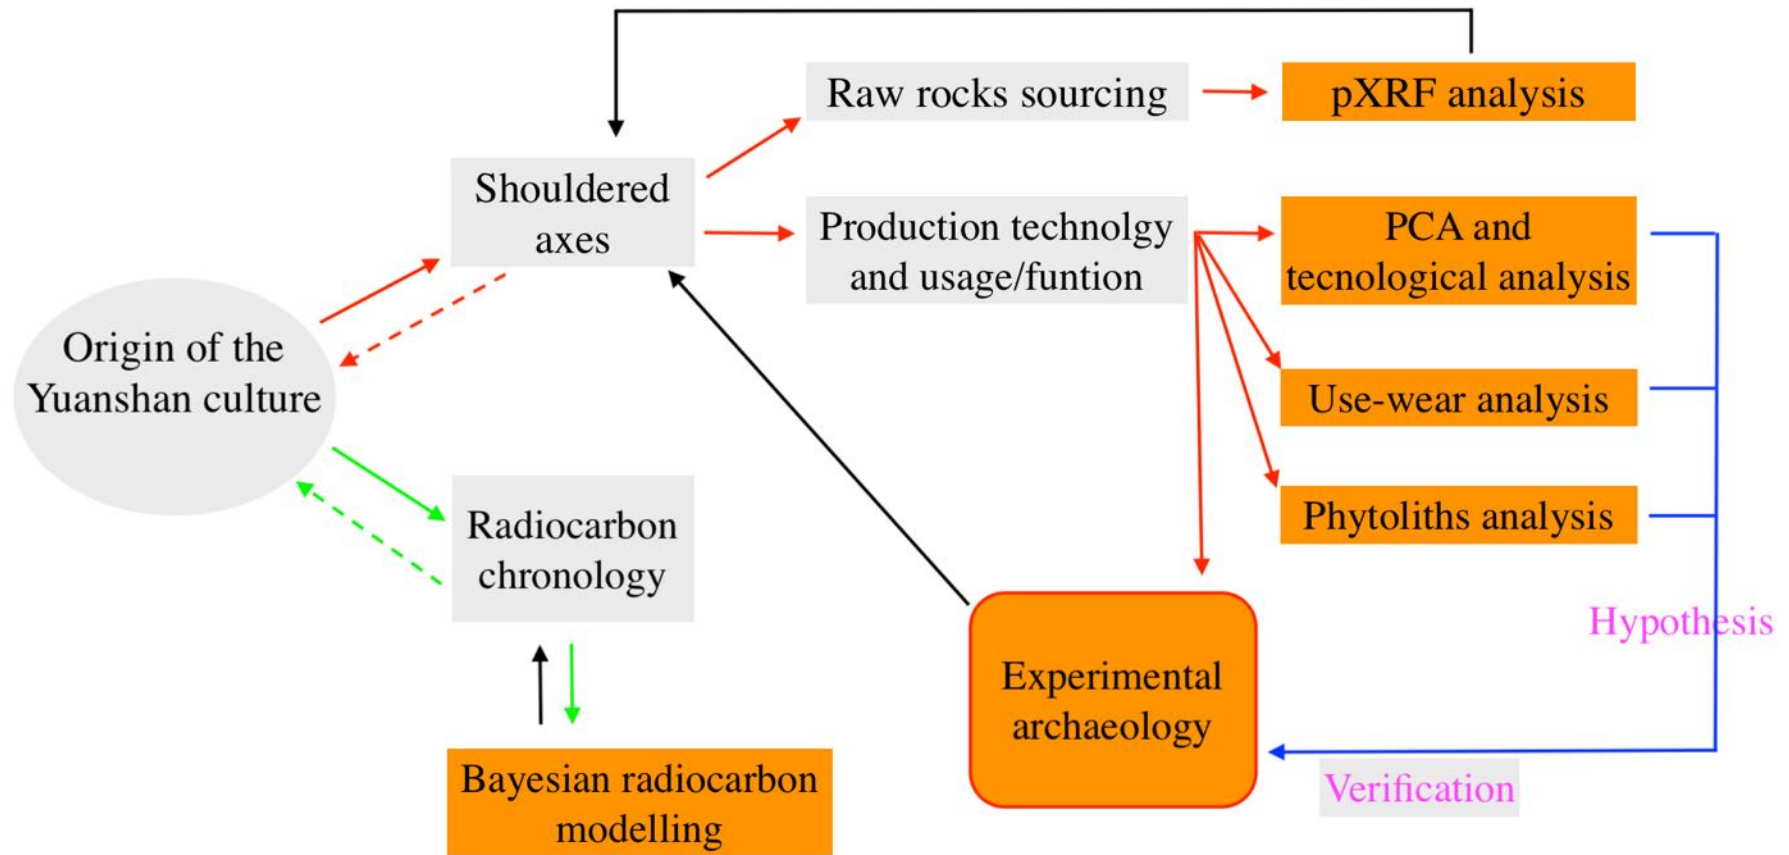 Raw rocks sourcing
pXRF analysis
Shouldered
axes
Production technolgy
and usage/funtion
PCA and
tecnological analysis
Origin of the
Yuanshan culture
Use-wear analysis
Radiocarbon
chronology
Phytoliths analysis
Hypothesis
Experimental
archaeology
Bayesian radiocarbon
modelling
Verification